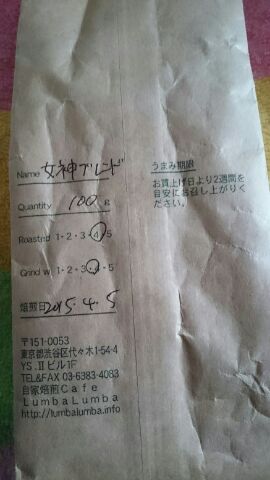 Name 女神ブレンド
Quantity 100 g
Roasted 1・2・3・4・5
Grind w 1・2・3・4・5
焙煎日 2015.4.5
〒151-0053
東京都渋谷区代々木1-54-4
YS.Ⅱビル1F
TEL&FAX 03-6383-4083
自家焙煎Cafe
LumbaLumba
http://lumbalumba.info
うまみ期限
お買上げ日より2週間を
目安にお召し上がりく
ださい。